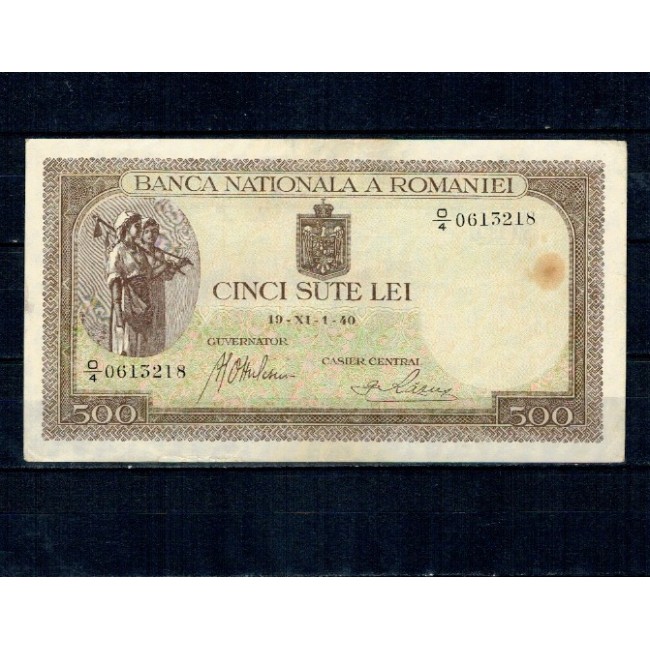 BANCA NATIONALA A ROMANIEI
O/4 0613218
CINCI SUTE LEI
19-XI-1-40
GUVERNATOR
CASIER CENTRAL
O/4 0613218
500
500